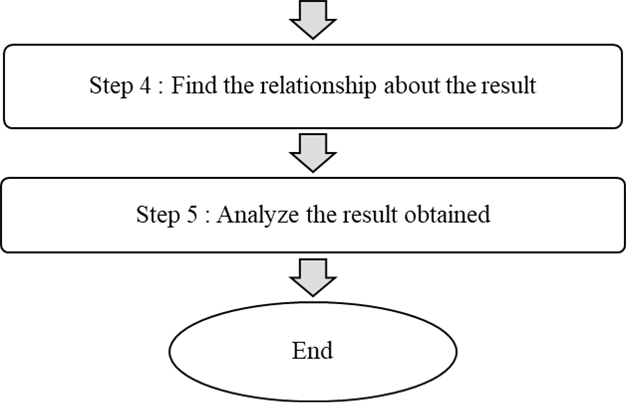 Step 4 : Find the relationship about the result
Step 5 : Analyze the result obtained
End